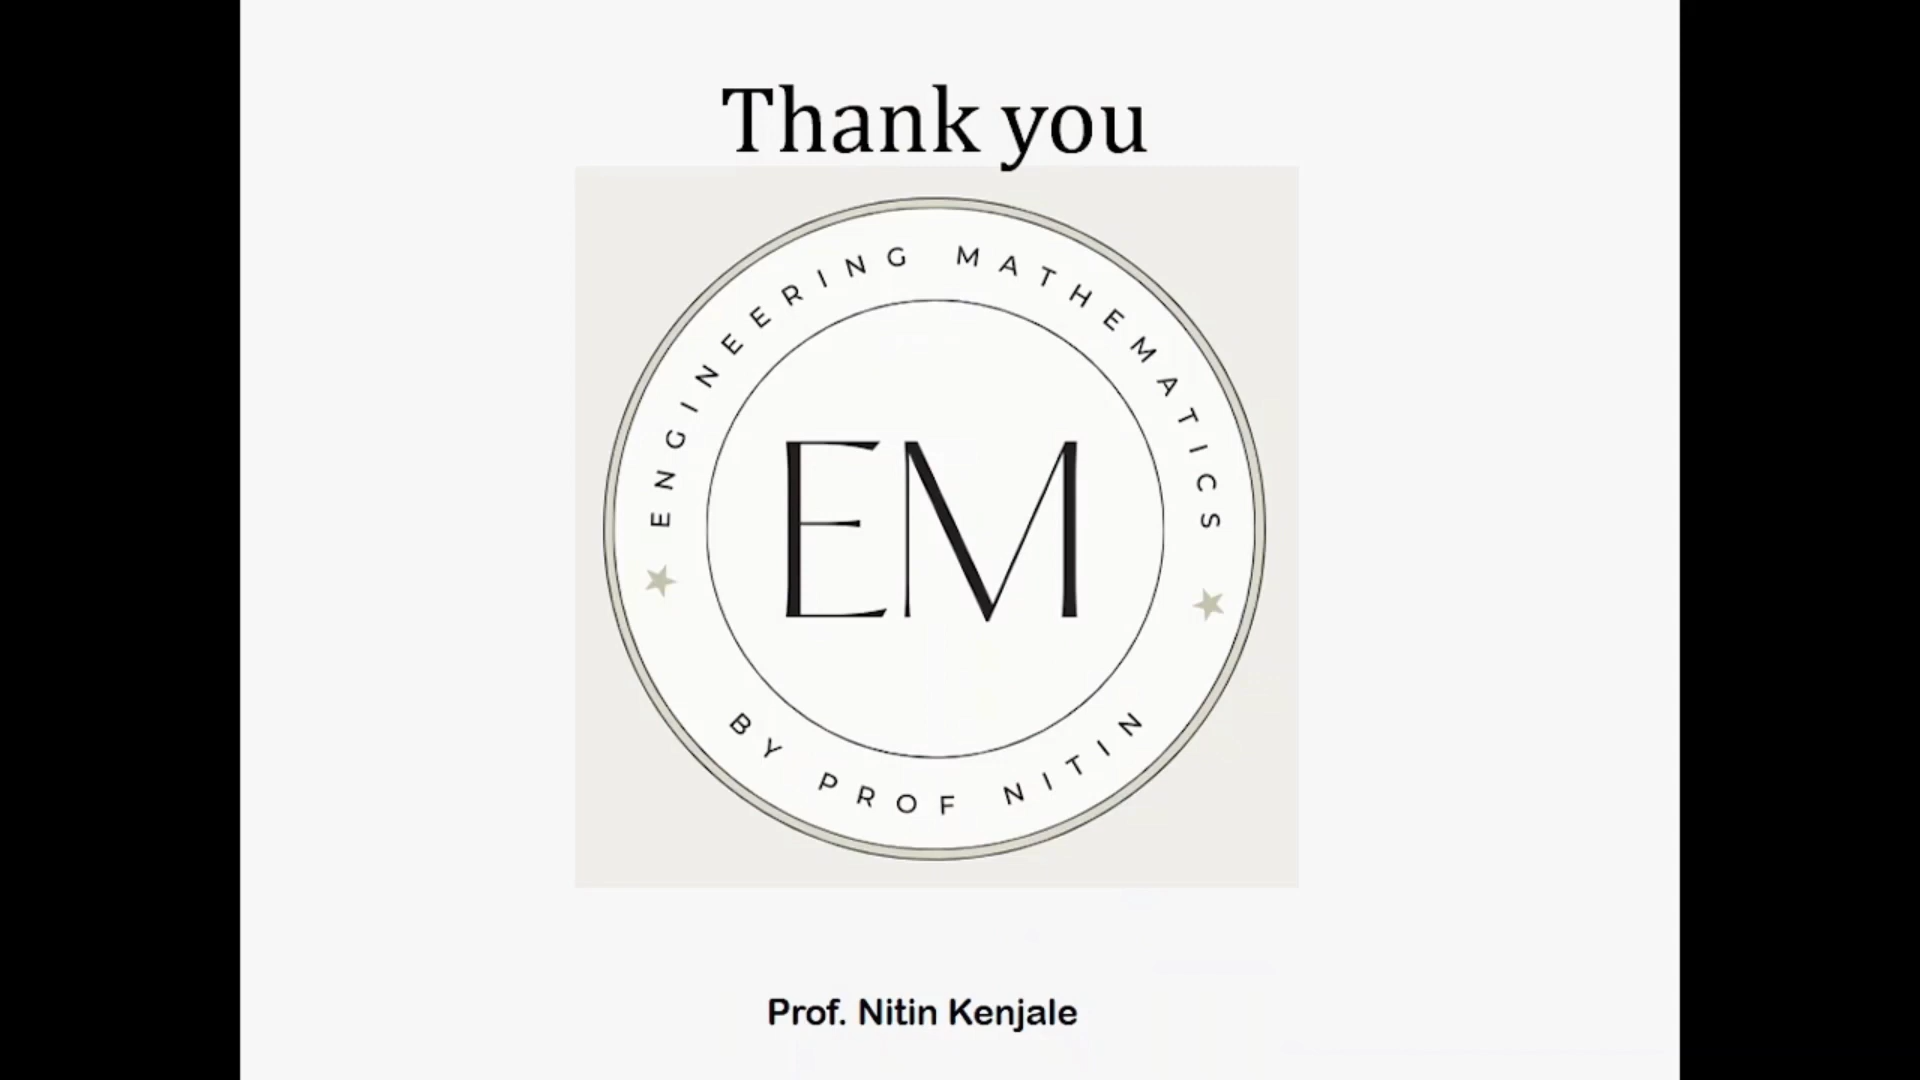 Thank you
ENGINEERING MATHEMATICS
EM
BY PROF NITIN
Prof. Nitin Kenjale